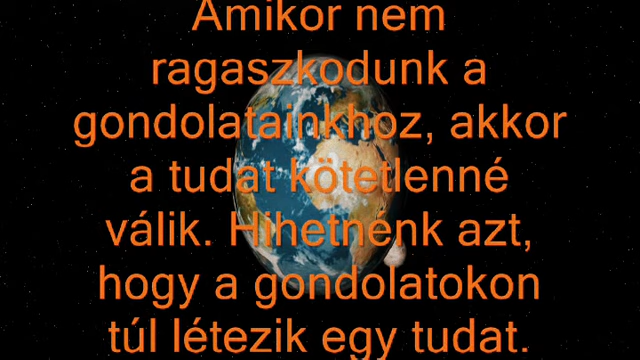 Amikor nem
ragaszkodunk a
gondolatainkhoz, akkor
a tudat kötetlenné
válik. Hihetnénk azt,
hogy a gondolatokon
túl létezik egy tudat.